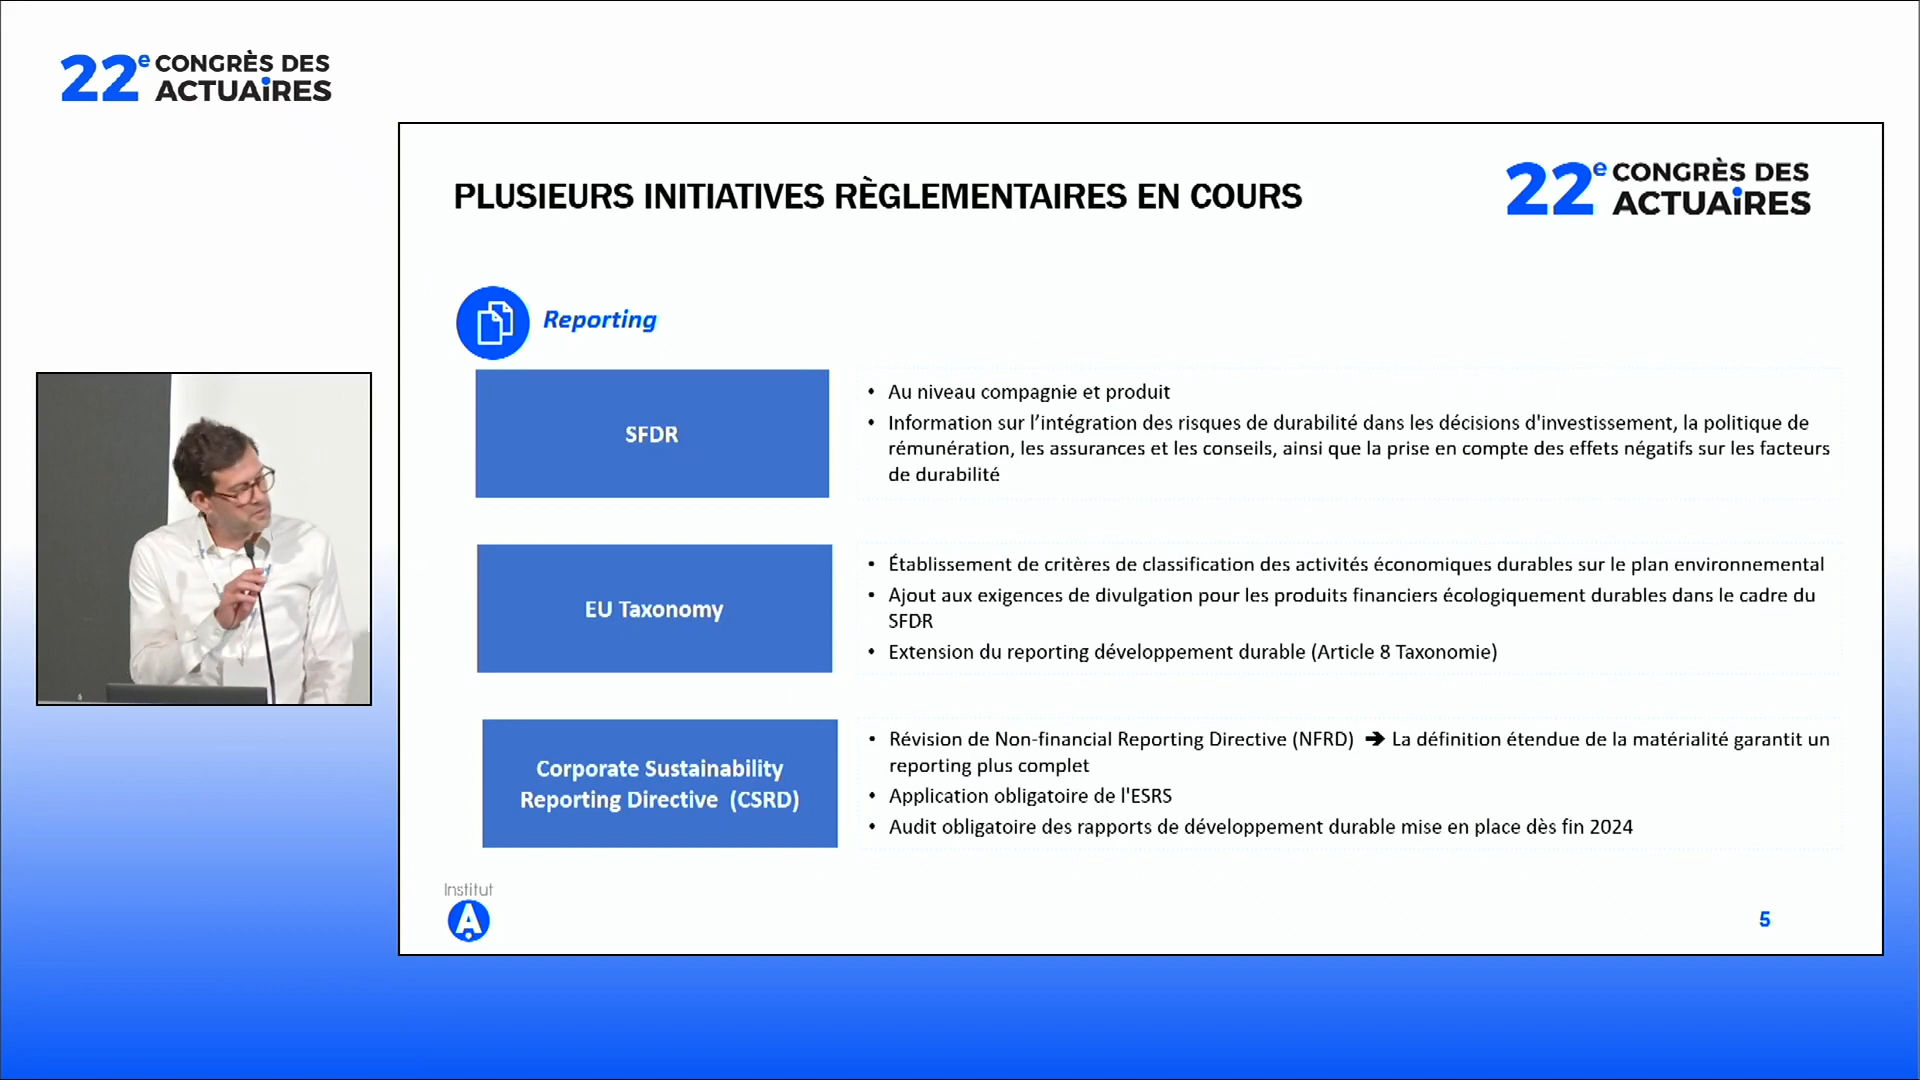 22e CONGRÈS DES
ACTUAiRES
PLUSIEURS INITIATIVES RÈGLEMENTAIRES EN COURS
22e CONGRÈS DES
ACTUAiRES
Reporting
SFDR
• Au niveau compagnie et produit
• Information sur l’intégration des risques de durabilité dans les décisions d'investissement, la politique de
rémunération, les assurances et les conseils, ainsi que la prise en compte des effets négatifs sur les facteurs
de durabilité
EU Taxonomy
• Établissement de critères de classification des activités économiques durables sur le plan environnemental
• Ajout aux exigences de divulgation pour les produits financiers écologiquement durables dans le cadre du
SFDR
• Extension du reporting développement durable (Article 8 Taxonomie)
Corporate Sustainability
Reporting Directive (CSRD)
• Révision de Non-financial Reporting Directive (NFRD) ➔ La définition étendue de la matérialité garantit un
reporting plus complet
• Application obligatoire de l'ESRS
• Audit obligatoire des rapports de développement durable mise en place dès fin 2024
Institut
A
5